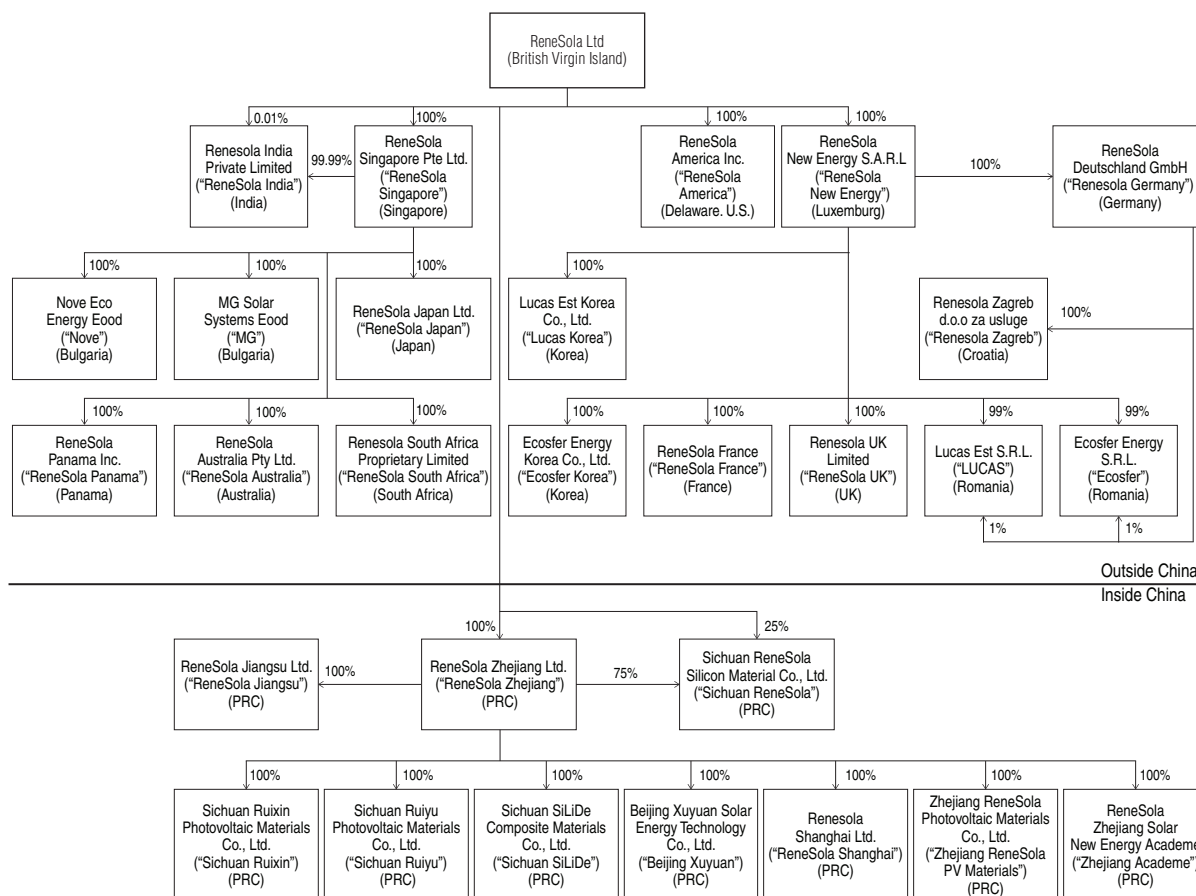 ReneSola Ltd
(British Virgin Island)
0.01%
100%
100%
100%
Renesola India
Private Limited
("ReneSola India")
(India)
99.99%
ReneSola
Singapore Pte Ltd.
("ReneSola
Singapore")
(Singapore)
ReneSola
America Inc.
("ReneSola
America")
(Delaware. U.S.)
ReneSola
New Energy S.A.R.L
("ReneSola
New Energy")
(Luxemburg)
100%
ReneSola
Deutschland GmbH
("Renesola Germany")
(Germany)
100%
100%
100%
100%
Nove Eco
Energy Eood
("Nove")
(Bulgaria)
MG Solar
Systems Eood
("MG")
(Bulgaria)
ReneSola Japan Ltd.
("ReneSola Japan")
(Japan)
Lucas Est Korea
Co., Ltd.
("Lucas Korea")
(Korea)
Renesola Zagreb
d.o.o za usluge
("Renesola Zagreb")
(Croatia)
100%
100%
100%
100%
100%
100%
100%
99%
99%
ReneSola
Panama Inc.
("ReneSola Panama")
(Panama)
ReneSola
Australia Pty Ltd.
("ReneSola Australia")
(Australia)
Renesola South Africa
Proprietary Limited
("ReneSola South Africa")
(South Africa)
Ecosfer Energy
Korea Co., Ltd.
("Ecosfer Korea")
(Korea)
ReneSola France
("ReneSola France")
(France)
Renesola UK
Limited
("ReneSola UK")
(UK)
Lucas Est S.R.L.
("LUCAS")
(Romania)
Ecosfer Energy
S.R.L.
("Ecosfer")
(Romania)
1%
1%
Outside China
Inside China
100%
25%
ReneSola Jiangsu Ltd.
("ReneSola Jiangsu")
(PRC)
100%
ReneSola Zhejiang Ltd.
("ReneSola Zhejiang")
(PRC)
75%
Sichuan ReneSola
Silicon Material Co., Ltd.
("Sichuan ReneSola")
(PRC)
100%
100%
100%
100%
100%
100%
100%
Sichuan Ruixin
Photovoltaic Materials
Co., Ltd.
("Sichuan Ruixin")
(PRC)
Sichuan Ruiyu
Photovoltaic Materials
Co., Ltd.
("Sichuan Ruiyu")
(PRC)
Sichuan SiLiDe
Composite Materials
Co., Ltd.
("Sichuan SiLiDe")
(PRC)
Beijing Xuyuan Solar
Energy Technology
Co., Ltd.
("Beijing Xuyuan")
(PRC)
Renesola
Shanghai Ltd.
("ReneSola Shanghai")
(PRC)
Zhejiang ReneSola
Photovoltaic Materials
Co., Ltd.
("Zhejiang ReneSola
PV Materials")
(PRC)
ReneSola
Zhejiang Solar
New Energy Academe
("Zhejiang Academe")
(PRC)